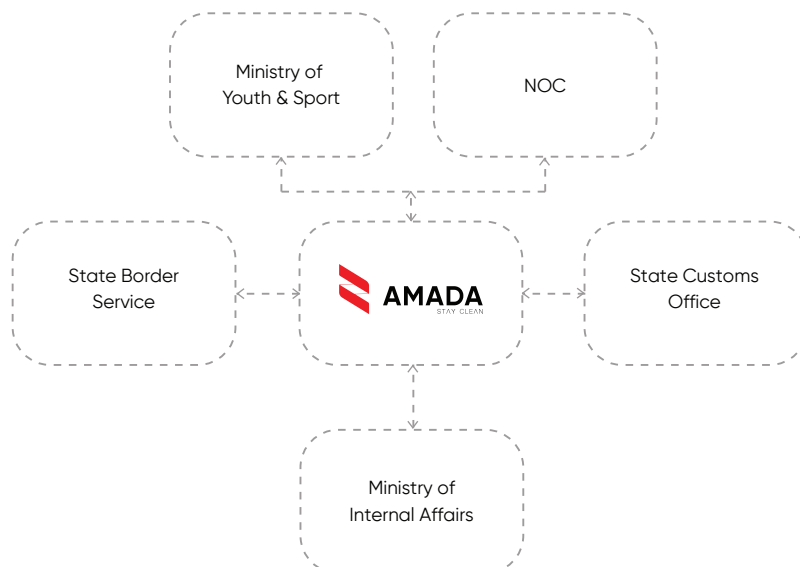 Ministry of
Youth & Sport
NOC
State Border
Service
AMADA
STAY CLEAN
State Customs
Office
Ministry of
Internal Affairs